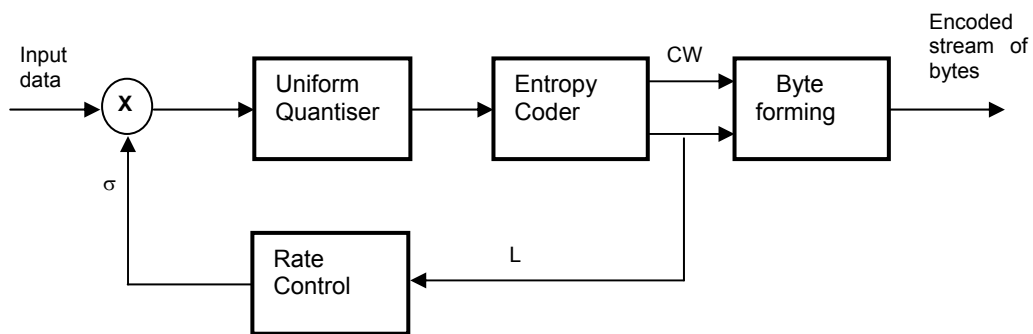 Input
data
X
σ
Uniform
Quantiser
Entropy
Coder
CW
Byte
forming
Encoded
stream of
bytes
Rate
Control
L